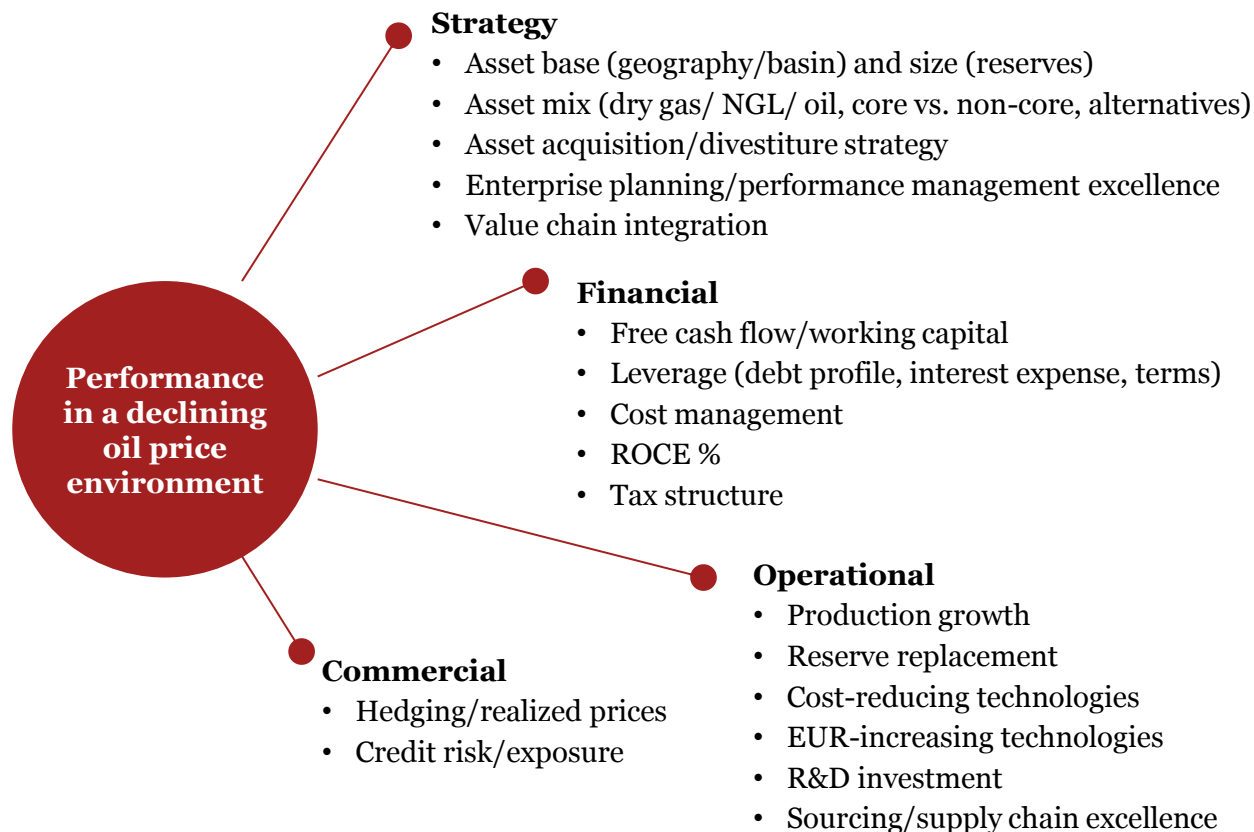 Strategy
• Asset base (geography/basin) and size (reserves)
• Asset mix (dry gas/ NGL/ oil, core vs. non-core, alternatives)
• Asset acquisition/divestiture strategy
• Enterprise planning/performance management excellence
• Value chain integration
Performance
in a declining
oil price
environment
Financial
• Free cash flow/working capital
• Leverage (debt profile, interest expense, terms)
• Cost management
• ROCE %
• Tax structure
Operational
• Production growth
• Reserve replacement
• Cost-reducing technologies
• EUR-increasing technologies
• R&D investment
• Sourcing/supply chain excellence
Commercial
• Hedging/realized prices
• Credit risk/exposure